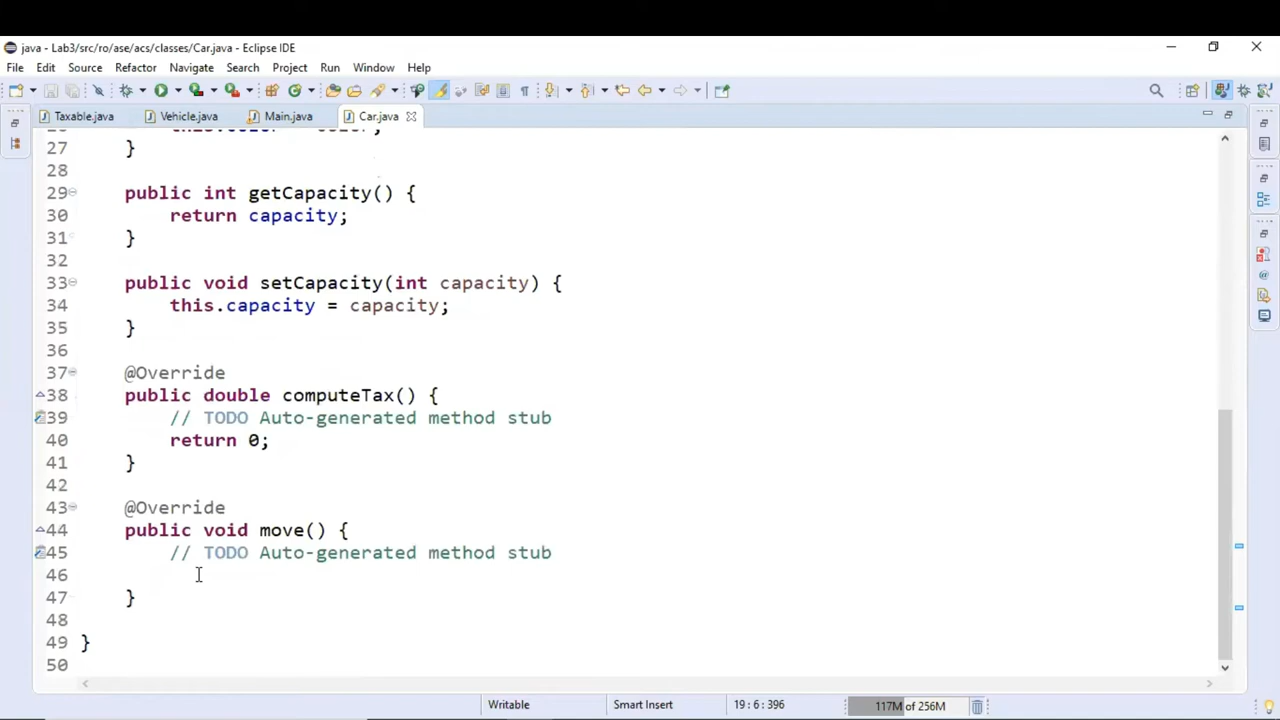 java - Lab3/src/ro/ase/acs/classes/Car.java - Eclipse IDE
File Edit Source Refactor Navigate Search Project Run Window Help
Taxable.java Vehicle.java Main.java Car.java
27 }
28
29 public int getCapacity() {
30 return capacity;
31 }
32
33 public void setCapacity(int capacity) {
34 this.capacity = capacity;
35 }
36
37 @Override
38 public double computeTax() {
39 // TODO Auto-generated method stub
40 return 0;
41 }
42
43 @Override
44 public void move() {
45 // TODO Auto-generated method stub
46
47 }
48
49 }
50
Writable Smart Insert 19 : 6 : 396 117M of 256M